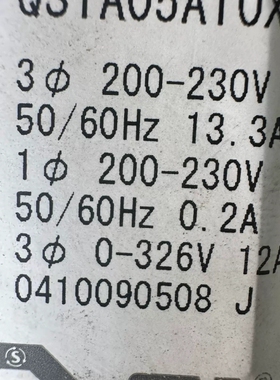 QS1A05A10X
3φ 200-230V
50/60Hz 13.3A
1φ 200-230V
50/60Hz 0.2A
3φ 0-326V 12A
0410090508 J
S